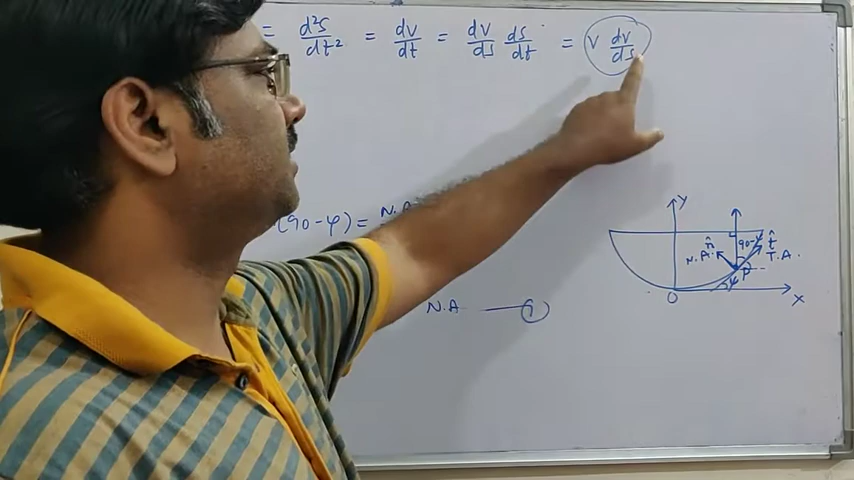 = d²s/dt² = dv/dt = dv/ds ds/dt = v dv/ds
(90-ψ) = N.A
N.A — ①
y
n̂ 90-ψ t̂
N.A. T.A.
P
ψ
O x